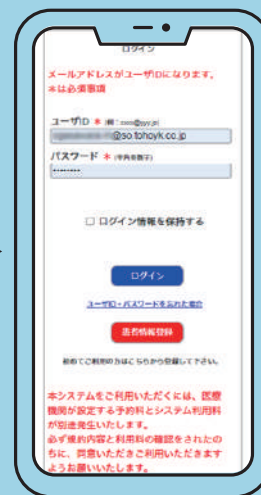 ログイン
メールアドレスがユーザIDになります。
*は必須事項
ユーザID * (例:
@so.tohoyk.co.jp
パスワード * (半角英数字)
••••••••
ログイン情報を保持する
ログイン
ユーザID・パスワードを忘れた場合
患者情報登録
初めてご利用の方はこちらから登録して下さい。
本システムをご利用いただくには、医療
機関が設定する予約料とシステム利用料
が別途発生いたします。
必ず規約内容と利用料の確認をされたの
ちに、同意いただきご利用いただきます
ようお願いいたします。